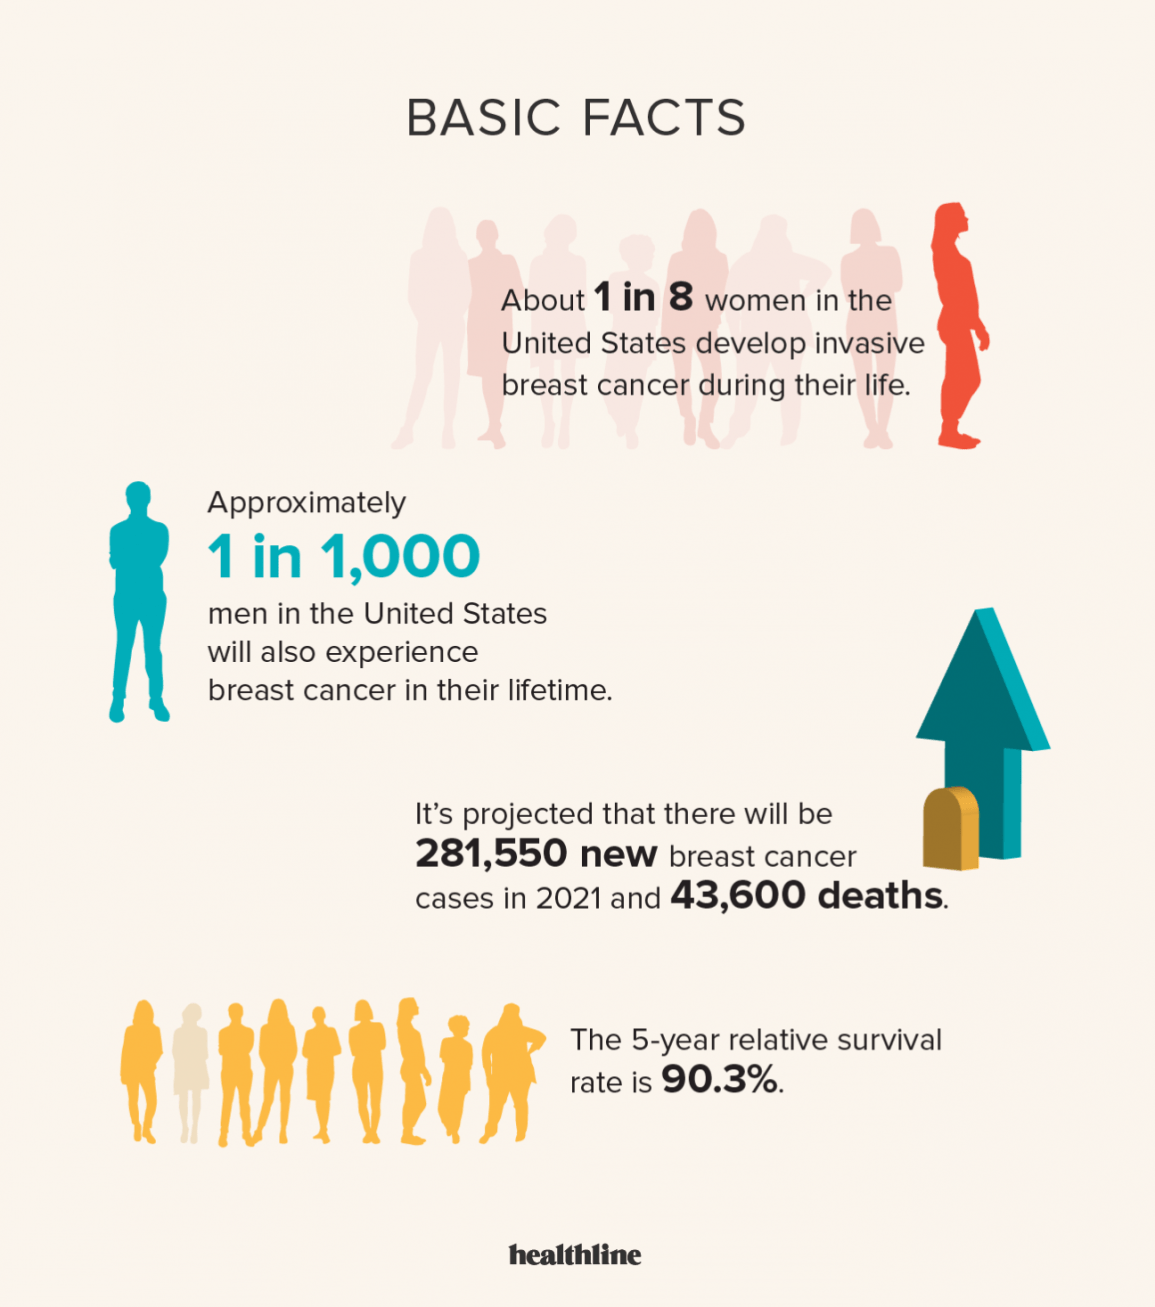 BASIC FACTS
About 1 in 8 women in the
United States develop invasive
breast cancer during their life.
Approximately
1 in 1,000
men in the United States
will also experience
breast cancer in their lifetime.
It’s projected that there will be
281,550 new breast cancer
cases in 2021 and 43,600 deaths.
The 5-year relative survival
rate is 90.3%.
healthline